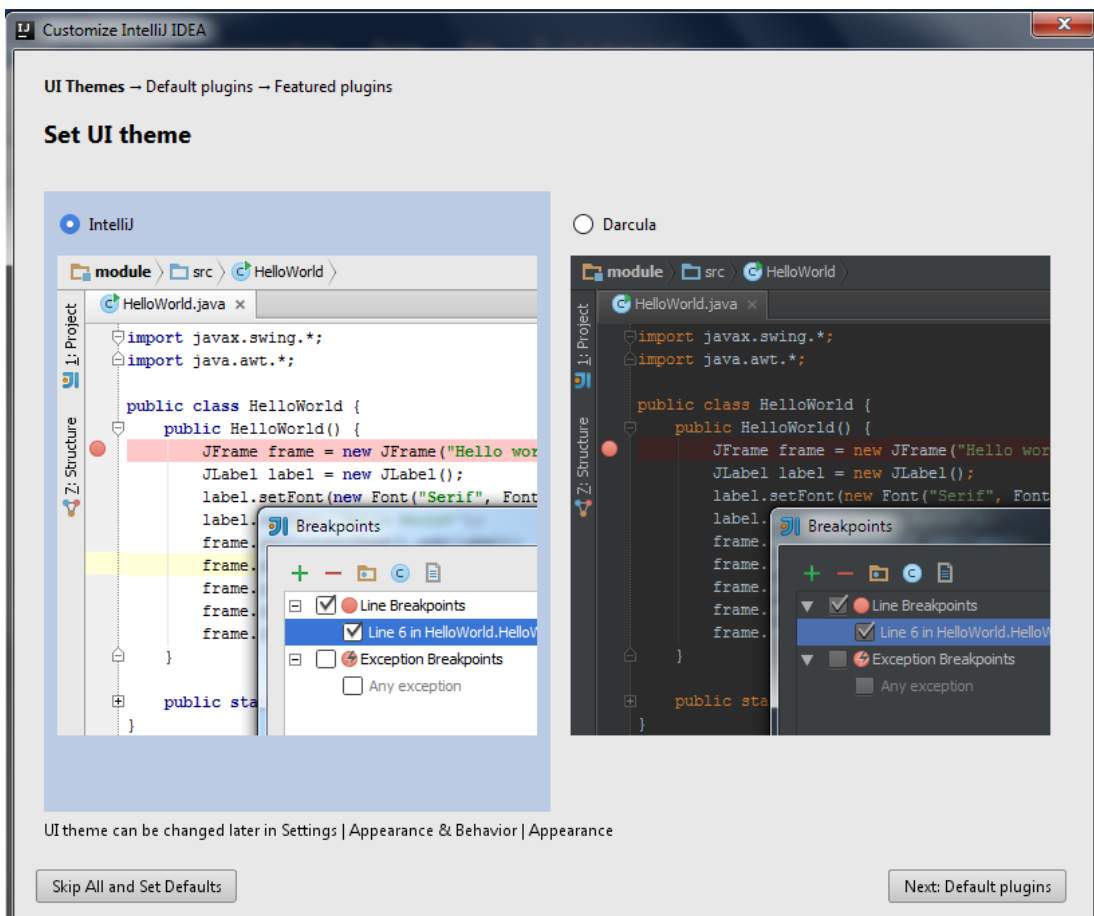 Customize IntelliJ IDEA
UI Themes → Default plugins → Featured plugins
Set UI theme
IntelliJ
module src HelloWorld
HelloWorld.java
1: Project
7: Structure
import javax.swing.*;
import java.awt.*;
public class HelloWorld {
public HelloWorld() {
JFrame frame = new JFrame("Hello wor
JLabel label = new JLabel();
label.setFont(new Font("Serif", Font
label.
frame.
frame.
frame.
frame.
frame.
}
public sta
}
Breakpoints
Line Breakpoints
Line 6 in HelloWorld.HelloW
Exception Breakpoints
Any exception
Darcula
module src HelloWorld
HelloWorld.java
1: Project
7: Structure
import javax.swing.*;
import java.awt.*;
public class HelloWorld {
public HelloWorld() {
JFrame frame = new JFrame("Hello wor
JLabel label = new JLabel();
label.setFont(new Font("Serif", Font
label.
frame.
frame.
frame.
frame.
frame.
}
public sta
}
Breakpoints
Line Breakpoints
Line 6 in HelloWorld.HelloW
Exception Breakpoints
Any exception
UI theme can be changed later in Settings | Appearance & Behavior | Appearance
Skip All and Set Defaults
Next: Default plugins